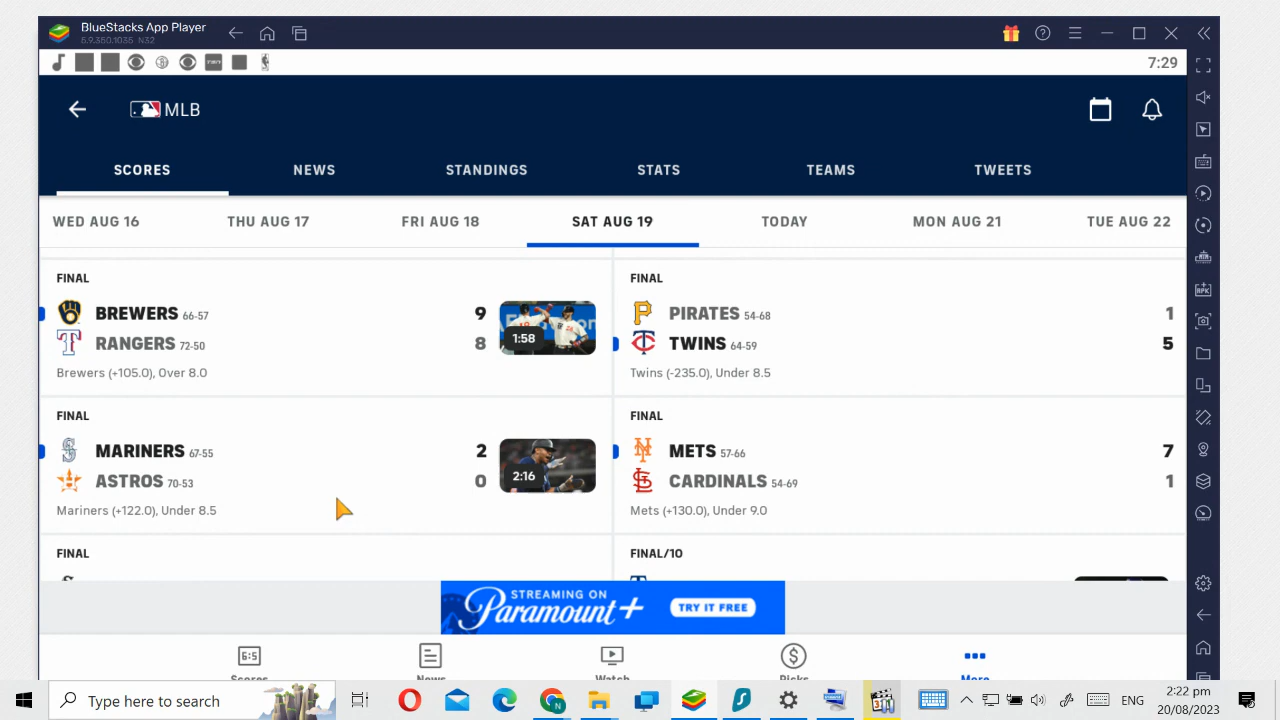 BlueStacks App Player
5.9.350.1035 N32
7:29
MLB
SCORES NEWS STANDINGS STATS TEAMS TWEETS
WED AUG 16 THU AUG 17 FRI AUG 18 SAT AUG 19 TODAY MON AUG 21 TUE AUG 22
FINAL
BREWERS 66-57 9
RANGERS 72-50 8
1:58
Brewers (+105.0), Over 8.0
FINAL
PIRATES 54-68 1
TWINS 64-59 5
Twins (-235.0), Under 8.5
FINAL
MARINERS 67-55 2
ASTROS 70-53 0
2:16
Mariners (+122.0), Under 8.5
FINAL
METS 57-66 7
CARDINALS 54-69 1
Mets (+130.0), Under 9.0
FINAL
FINAL/10
STREAMING ON
Paramount+ TRY IT FREE
Scores News Watch Picks More
Type here to search
ENG
2:22 pm
20/08/2023